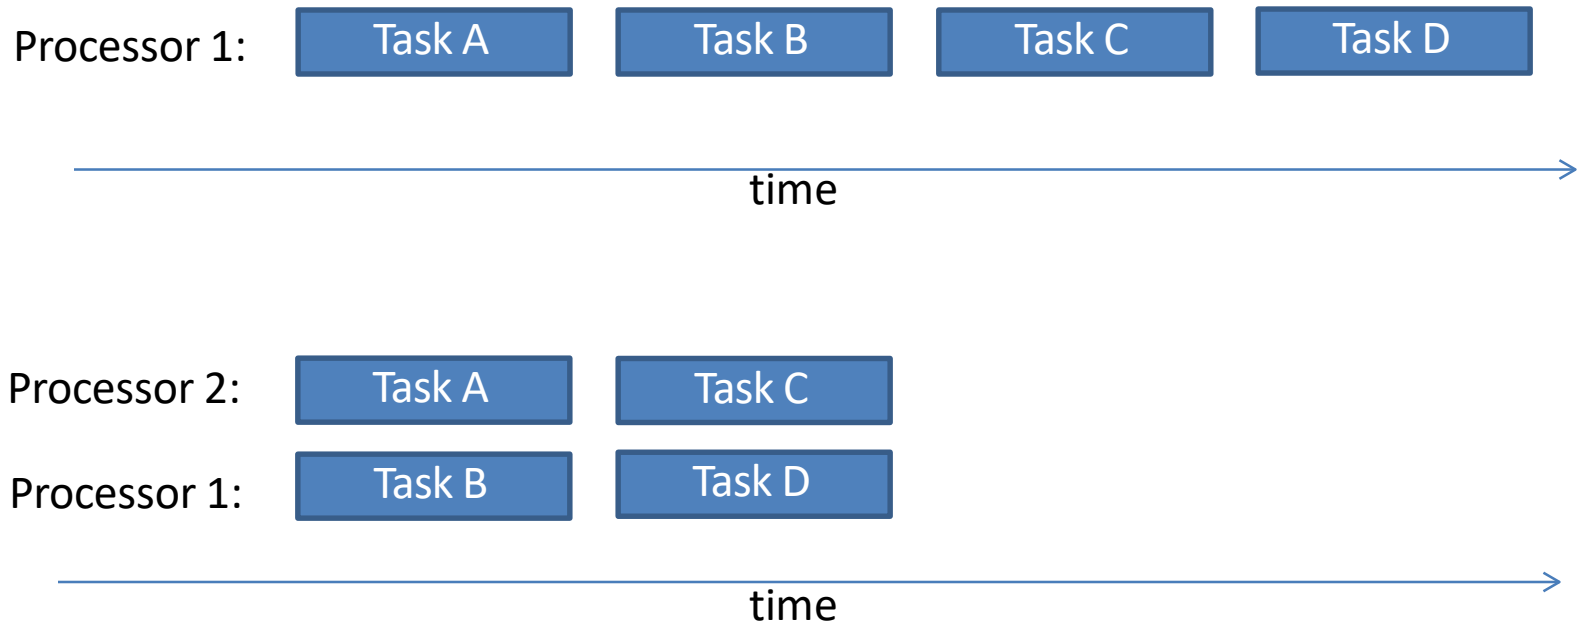 Processor 1: Task A Task B Task C Task D
time
Processor 2: Task A Task C
Processor 1: Task B Task D
time